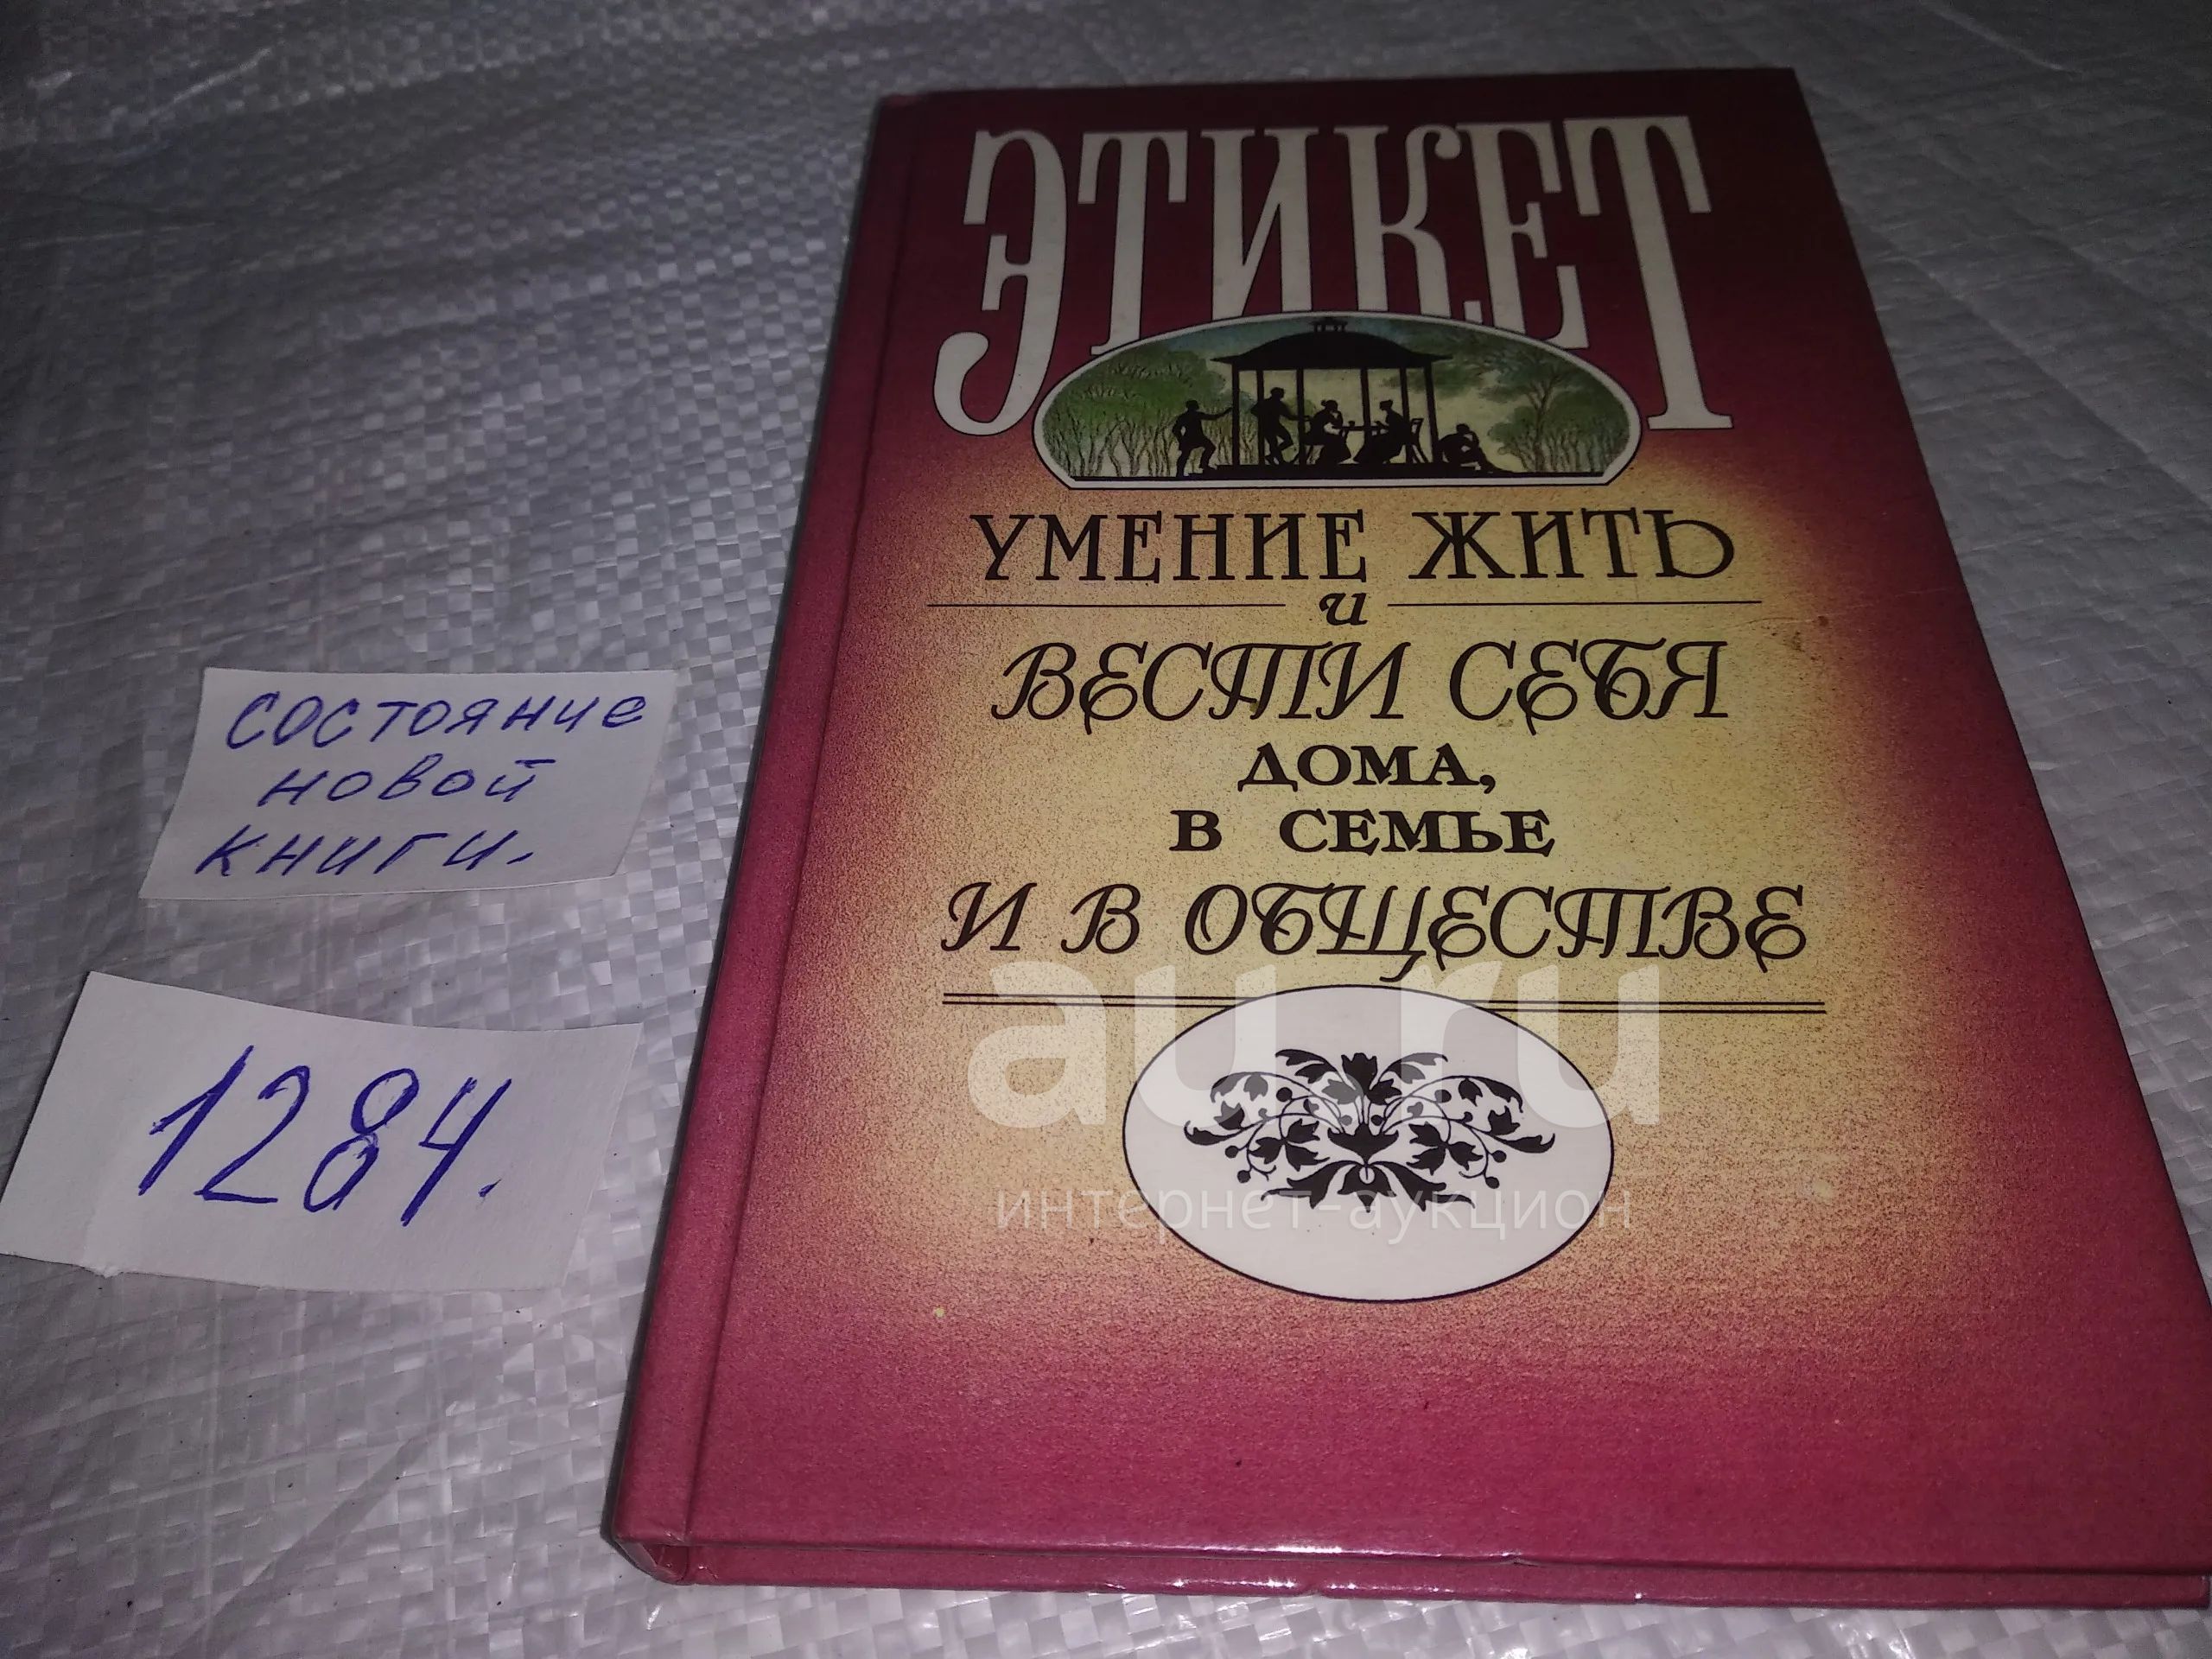 ЭТИКЕТ
УМЕНИЕ ЖИТЬ
и
ВЕСТИ СЕБЯ
ДОМА,
В СЕМЬЕ
И В ОБЩЕСТВЕ
состояние
новой
книги.
1284.
au.ru
интернет-аукцион